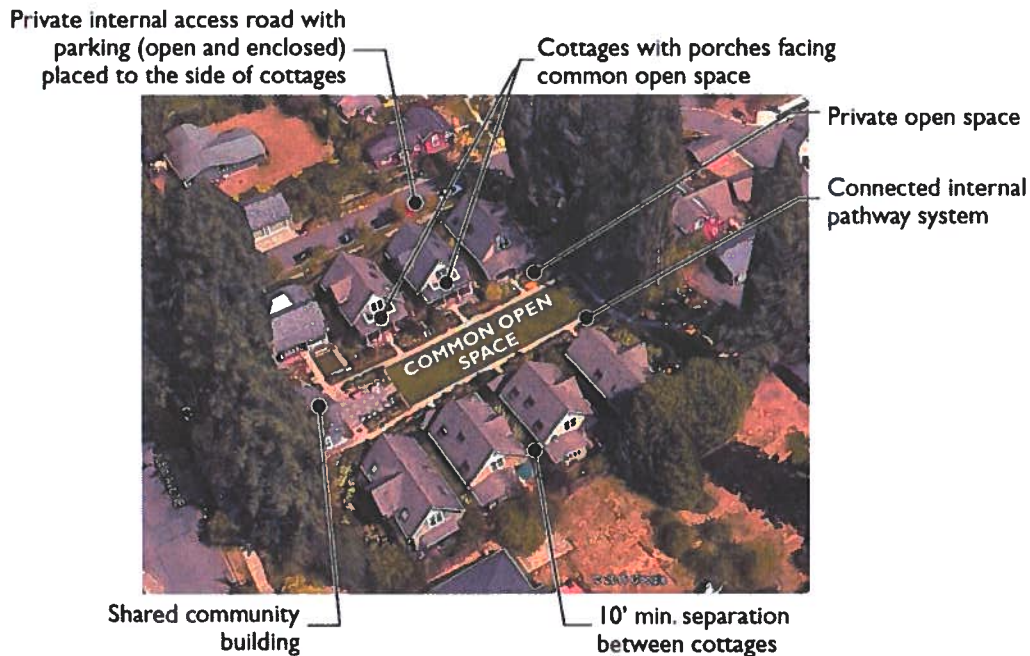 Private internal access road with
parking (open and enclosed)
placed to the side of cottages
Cottages with porches facing
common open space
Private open space
Connected internal
pathway system
COMMON OPEN
SPACE
Shared community
building
10' min. separation
between cottages
Google